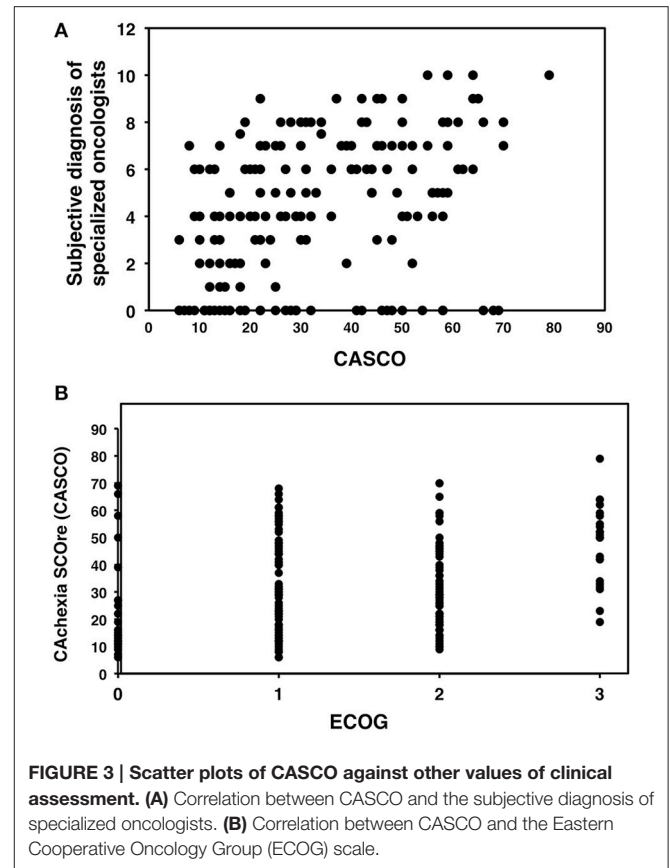 A
12
Subjective diagnosis of
specialized oncologists
10
8
6
4
2
0
0 10 20 30 40 50 60 70 80 90
CASCO
B
CAchexia SCOre (CASCO)
90
80
70
60
50
40
30
20
10
0
0 1 2 3
ECOG
FIGURE 3 | Scatter plots of CASCO against other values of clinical
assessment. (A) Correlation between CASCO and the subjective diagnosis of
specialized oncologists. (B) Correlation between CASCO and the Eastern
Cooperative Oncology Group (ECOG) scale.